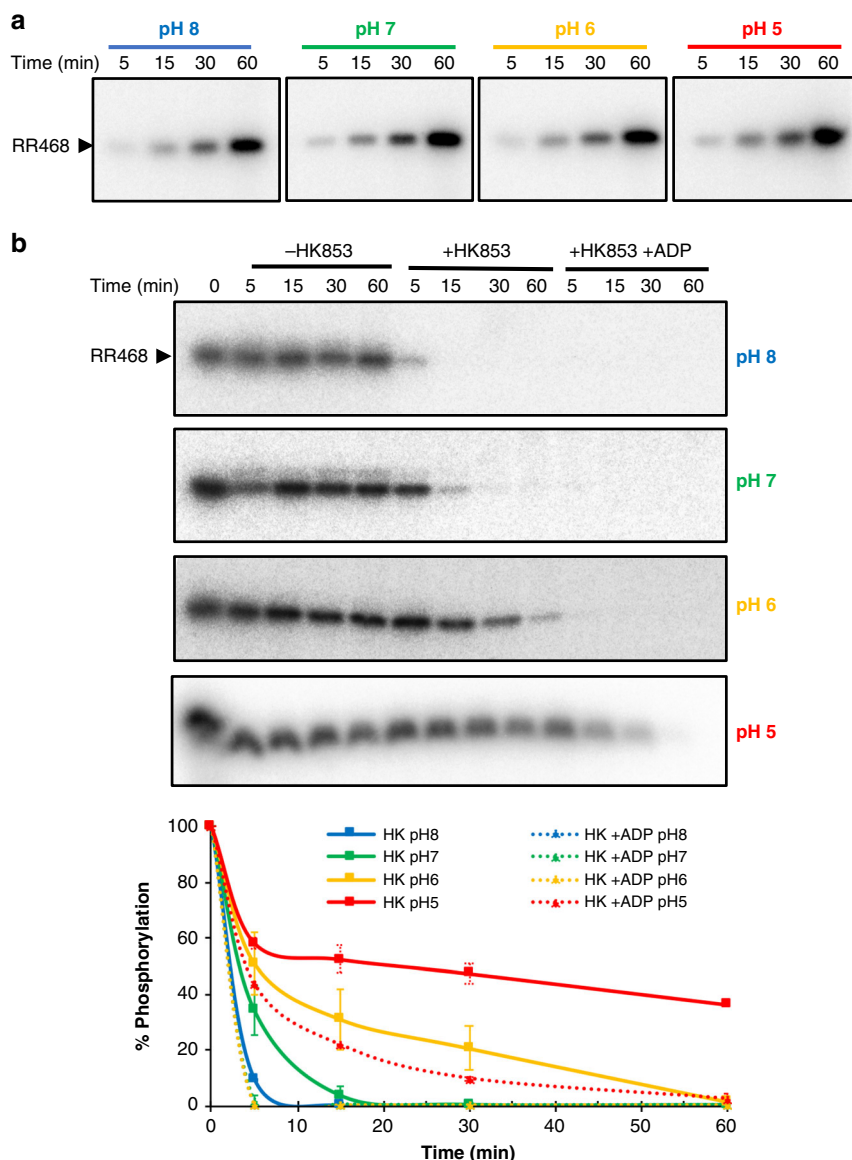 a
pH 8 pH 7 pH 6 pH 5
Time (min) 5 15 30 60 5 15 30 60 5 15 30 60 5 15 30 60
RR468
b
–HK853 +HK853 +HK853 +ADP
Time (min) 0 5 15 30 60 5 15 30 60 5 15 30 60
RR468 pH 8
pH 7
pH 6
pH 5
100
80
60
40
20
0
% Phosphorylation
HK pH8 HK +ADP pH8
HK pH7 HK +ADP pH7
HK pH6 HK +ADP pH6
HK pH5 HK +ADP pH5
0 10 20 30 40 50 60
Time (min)